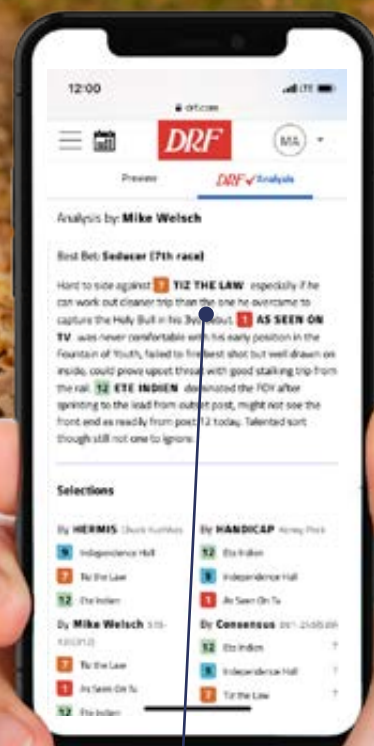 12:00
LTE
drf.com
DRF
MA
Preview
DRF Analysis
Analysis by: Mike Welsch
Best Bet: Seducer (7th race)
Hard to side against 7 TIZ THE LAW especially if he
can work out cleaner trip than the one he overcame to
capture the Holy Bull in his 3yo debut. 1 AS SEEN ON
TV was never comfortable with his early position in the
Fountain of Youth, failed to fire best shot but well drawn on
inside, could prove upset threat with good stalking trip from
the rail. 12 ETE INDIEN dominated the FOY after
sprinting to the lead from outset post, might not see the
front end as readily from post 12 today. Talented sort
though still not one to ignore.
Selections
By HERMIS
By HANDICAP
9 Independence Hall
12 Ete Indien
7 Tiz the Law
9 Independence Hall
12 Ete Indien
1 As Seen On Tv
By Mike Welsch
By Consensus
7 Tiz the Law
12 Ete Indien
1 As Seen On Tv
9 Independence Hall
12 Ete Indien
7 Tiz the Law